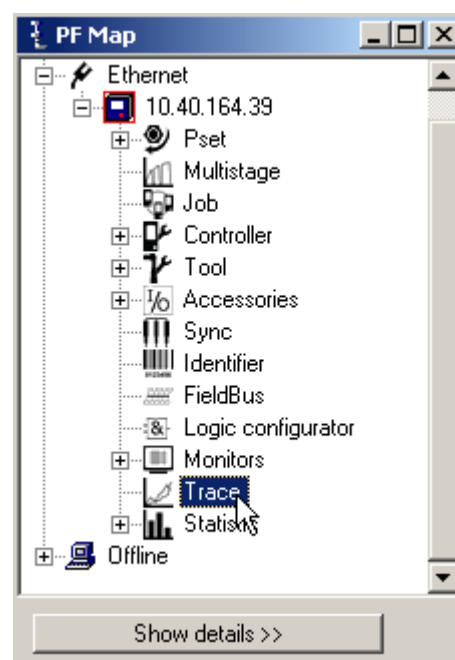 PF Map
Ethernet
10.40.164.39
Pset
Multistage
Job
Controller
Tool
I/o Accessories
Sync
Identifier
FieldBus
& Logic configurator
Monitors
Trace
Offline
Show details >>